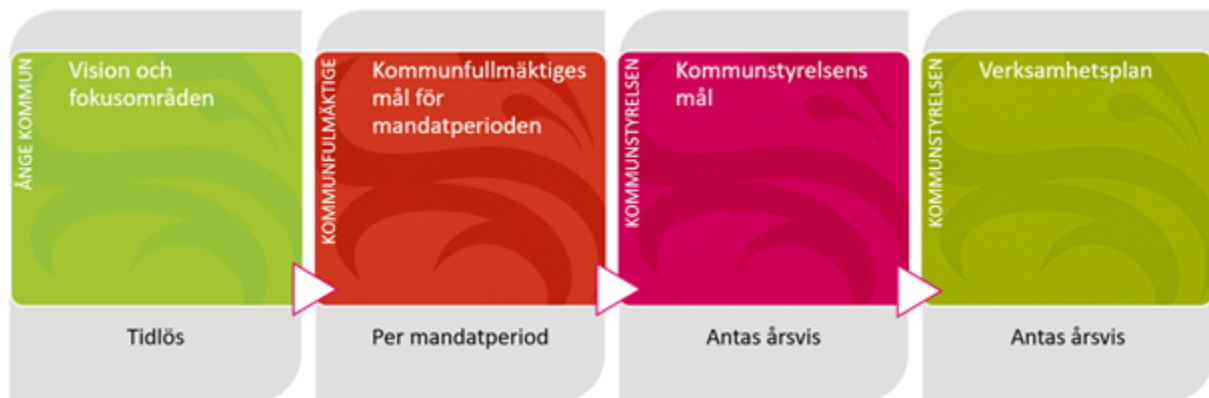 ÅNGE KOMMUN
Vision och
fokusområden
Tidlös
KOMMUNFULMÄKTIGE
Kommunfullmäktiges
mål för
mandatperioden
Per mandatperiod
KOMMUNSTYRELSEN
Kommunstyrelsens
mål
Antas årsvis
KOMMUNSTYRELSEN
Verksamhetsplan
Antas årsvis